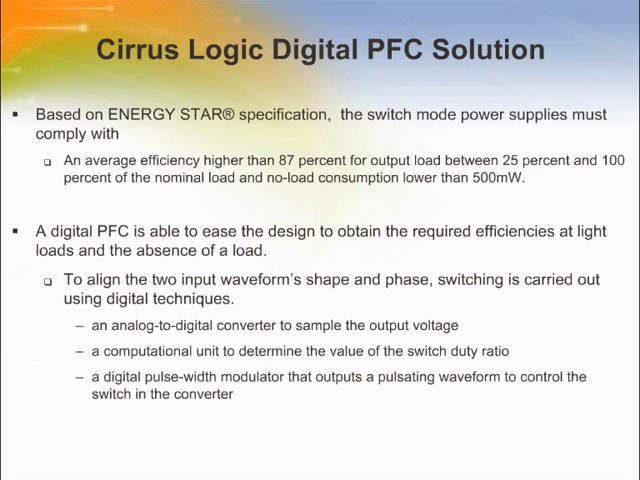 Cirrus Logic Digital PFC Solution
▪ Based on ENERGY STAR® specification, the switch mode power supplies must
comply with
❑ An average efficiency higher than 87 percent for output load between 25 percent and 100
percent of the nominal load and no-load consumption lower than 500mW.
▪ A digital PFC is able to ease the design to obtain the required efficiencies at light
loads and the absence of a load.
❑ To align the two input waveform’s shape and phase, switching is carried out
using digital techniques.
– an analog-to-digital converter to sample the output voltage
– a computational unit to determine the value of the switch duty ratio
– a digital pulse-width modulator that outputs a pulsating waveform to control the
switch in the converter